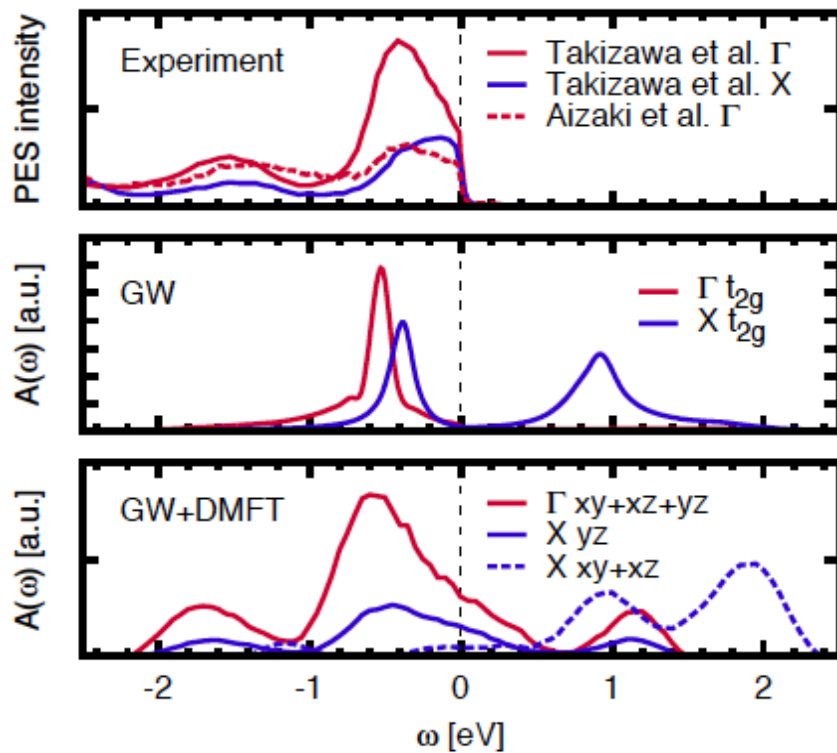 PES intensity
Experiment
Takizawa et al. Γ
Takizawa et al. X
Aizaki et al. Γ
A(ω) [a.u.]
GW
Γ t2g
X t2g
A(ω) [a.u.]
GW+DMFT
Γ xy+xz+yz
X yz
X xy+xz
-2 -1 0 1 2
ω [eV]